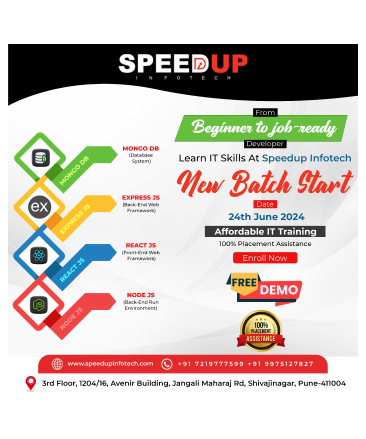 SPEEDUP
INFOTECH
From
Beginner to job-ready
Developer
Learn IT Skills At Speedup Infotech
New Batch Start
Date
24th June 2024
Affordable IT Training
100% Placement Assistance
Enroll Now
FREE
DEMO
100%
PLACEMENT
ASSISTANCE
MONGO DB
MONGO DB
(Database
System)
ex
EXPRESS JS
EXPRESS JS
(Back-End Web
Framework)
REACT JS
REACT JS
(Front-End Web
Framework)
NODE JS
NODE JS
(Back-End Run
Environment)
www.speedupinfotech.com
+91 7219777599 +91 9975127827
3rd Floor, 1204/16, Avenir Building, Jangali Maharaj Rd, Shivajinagar, Pune-411004